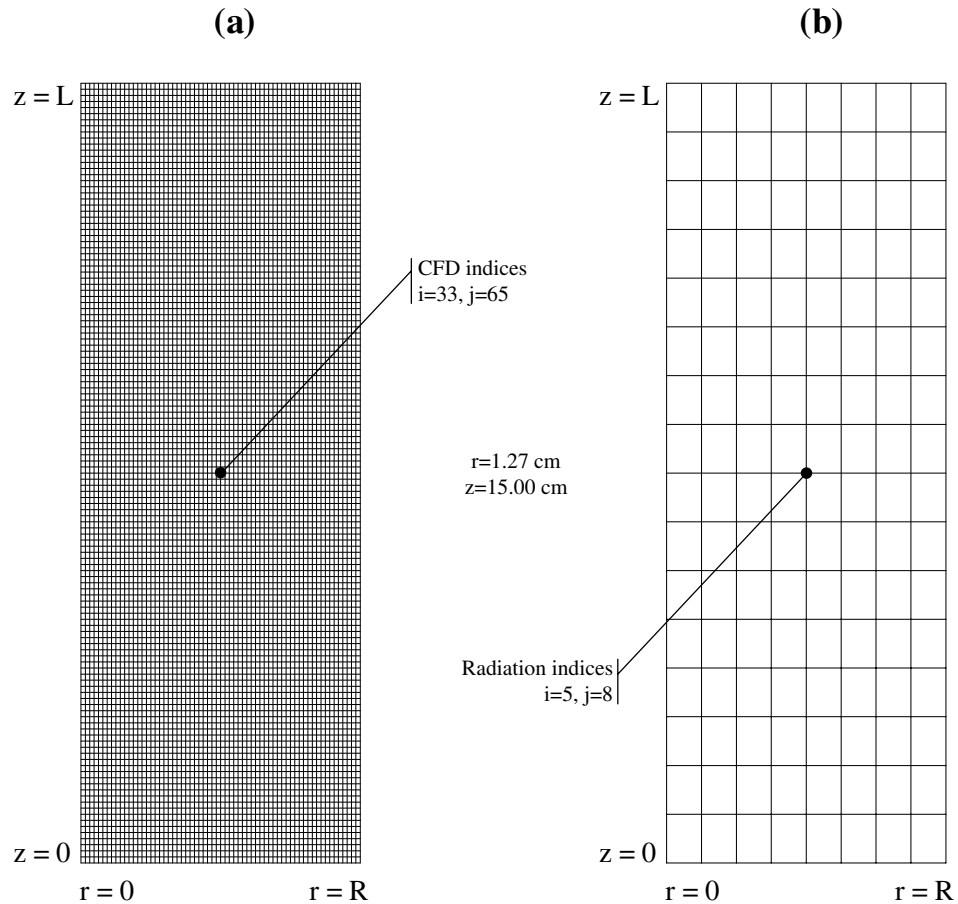 (a)
(b)
z = L
z = L
CFD indices
i=33, j=65
r=1.27 cm
z=15.00 cm
Radiation indices
i=5, j=8
z = 0
z = 0
r = 0
r = R
r = 0
r = R